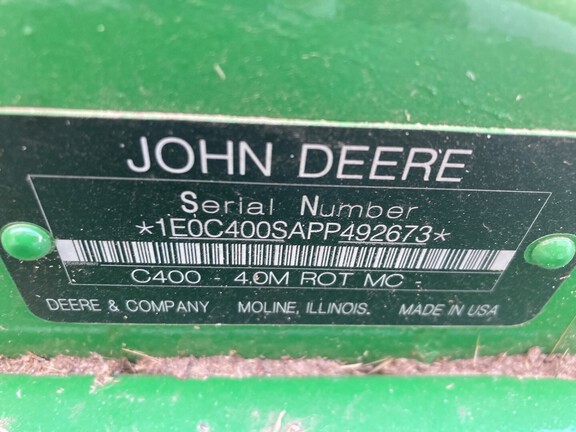 JOHN DEERE
Serial Number
*1E0C400SAPP492673*
C400 - 4.0M ROT MC -
DEERE & COMPANY MOLINE, ILLINOIS. MADE IN USA